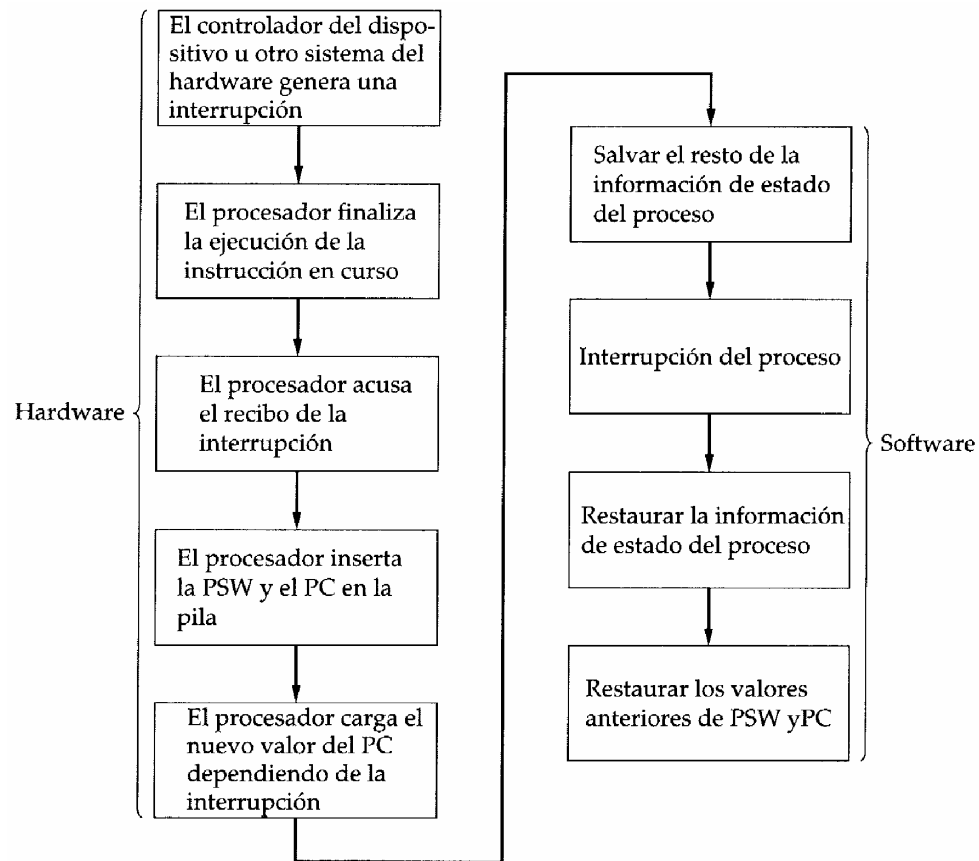 El controlador del dispo-
sitivo u otro sistema del
hardware genera una
interrupción
El procesador finaliza
la ejecución de la
instrucción en curso
El procesador acusa
el recibo de la
interrupción
El procesador inserta
la PSW y el PC en la
pila
El procesador carga el
nuevo valor del PC
dependiendo de la
interrupción
Hardware
Salvar el resto de la
información de estado
del proceso
Interrupción del proceso
Restaurar la información
de estado del proceso
Restaurar los valores
anteriores de PSW yPC
Software